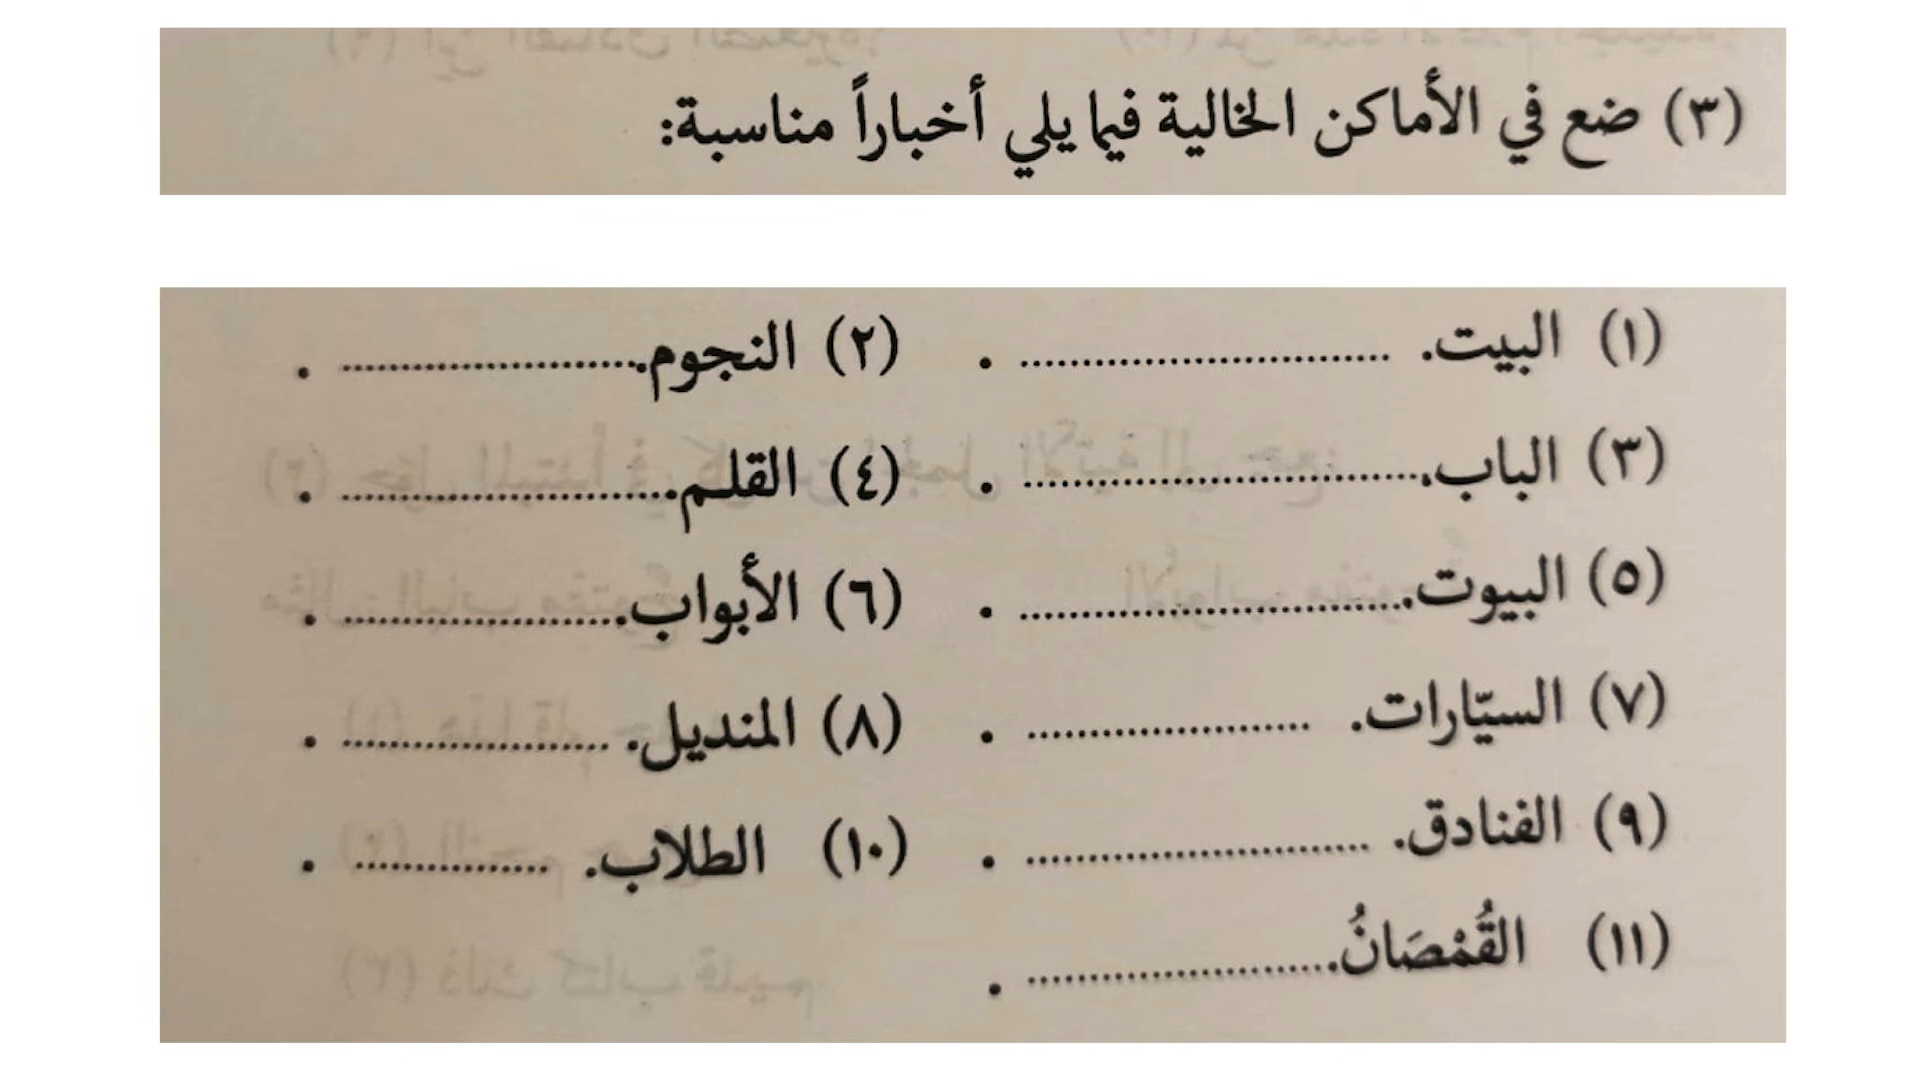 (٣) ضع في الأماكن الخالية فيما يلي أخباراً مناسبة:
(١) البيت. .............................. . (٢) النجوم......................... .
(٣) الباب................................. . (٤) القلم............................ .
(٥) البيوت................................ . (٦) الأبواب....................... .
(٧) السيّارات. ....................... . (٨) المنديل. ...................... .
(٩) الفنادق. ............................ . (١٠) الطلاب. ................ .
(١١) القُمْصَانُ......................... .